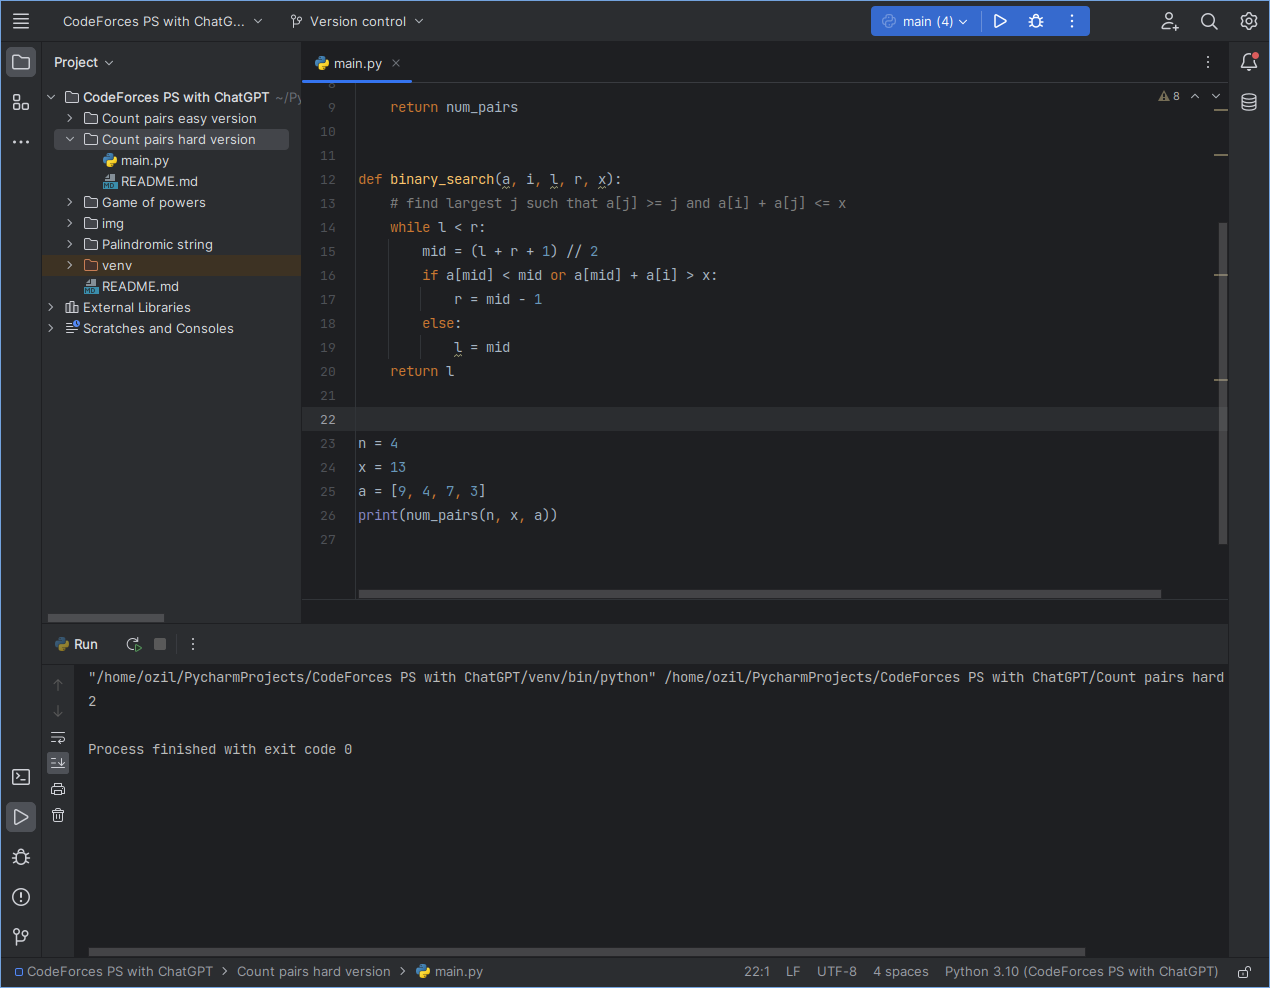 CodeForces PS with ChatG...
Version control
main (4)
Project
main.py
CodeForces PS with ChatGPT ~/Py
Count pairs easy version
Count pairs hard version
main.py
README.md
Game of powers
img
Palindromic string
venv
README.md
External Libraries
Scratches and Consoles
8
8
9 return num_pairs
10
11
12 def binary_search(a, i, l, r, x):
13 # find largest j such that a[j] >= j and a[i] + a[j] <= x
14 while l < r:
15 mid = (l + r + 1) // 2
16 if a[mid] < mid or a[mid] + a[i] > x:
17 r = mid - 1
18 else:
19 l = mid
20 return l
21
22
23 n = 4
24 x = 13
25 a = [9, 4, 7, 3]
26 print(num_pairs(n, x, a))
27
Run
"/home/ozil/PycharmProjects/CodeForces PS with ChatGPT/venv/bin/python" /home/ozil/PycharmProjects/CodeForces PS with ChatGPT/Count pairs hard
2
Process finished with exit code 0
CodeForces PS with ChatGPT > Count pairs hard version > main.py
22:1 LF UTF-8 4 spaces Python 3.10 (CodeForces PS with ChatGPT)